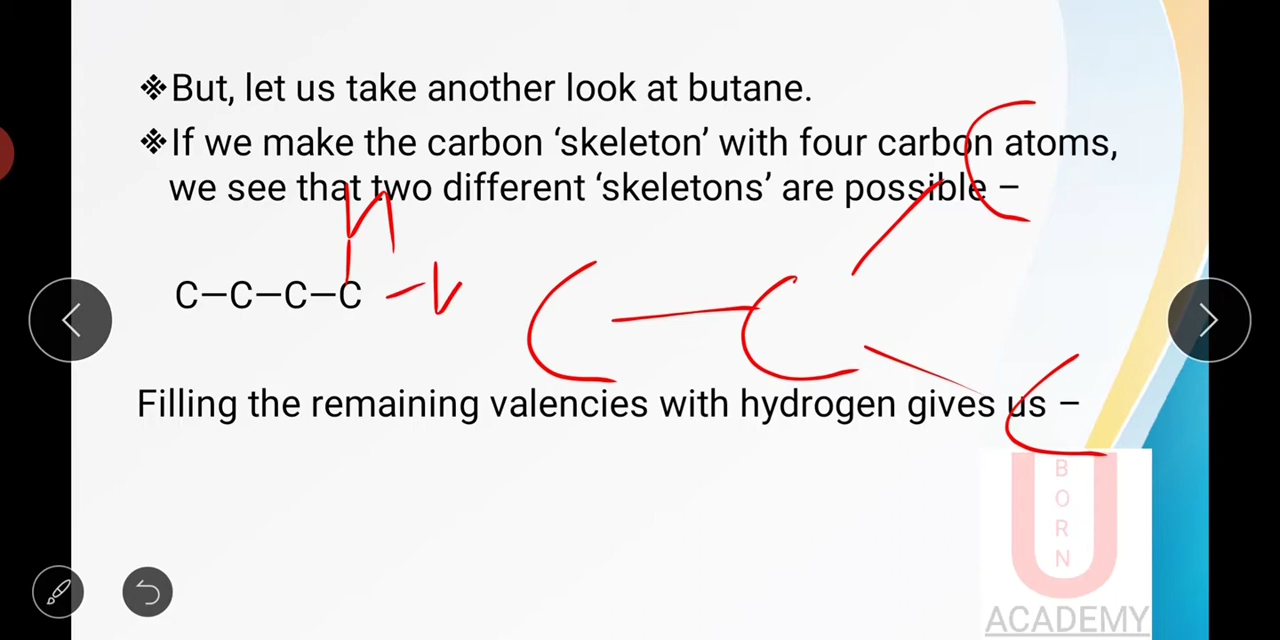 ❖But, let us take another look at butane.
❖If we make the carbon ‘skeleton’ with four carbon atoms,
we see that two different ‘skeletons’ are possible –
C
H
C–C–C–C
C–C
C
Filling the remaining valencies with hydrogen gives us –
U
BORN
ACADEMY